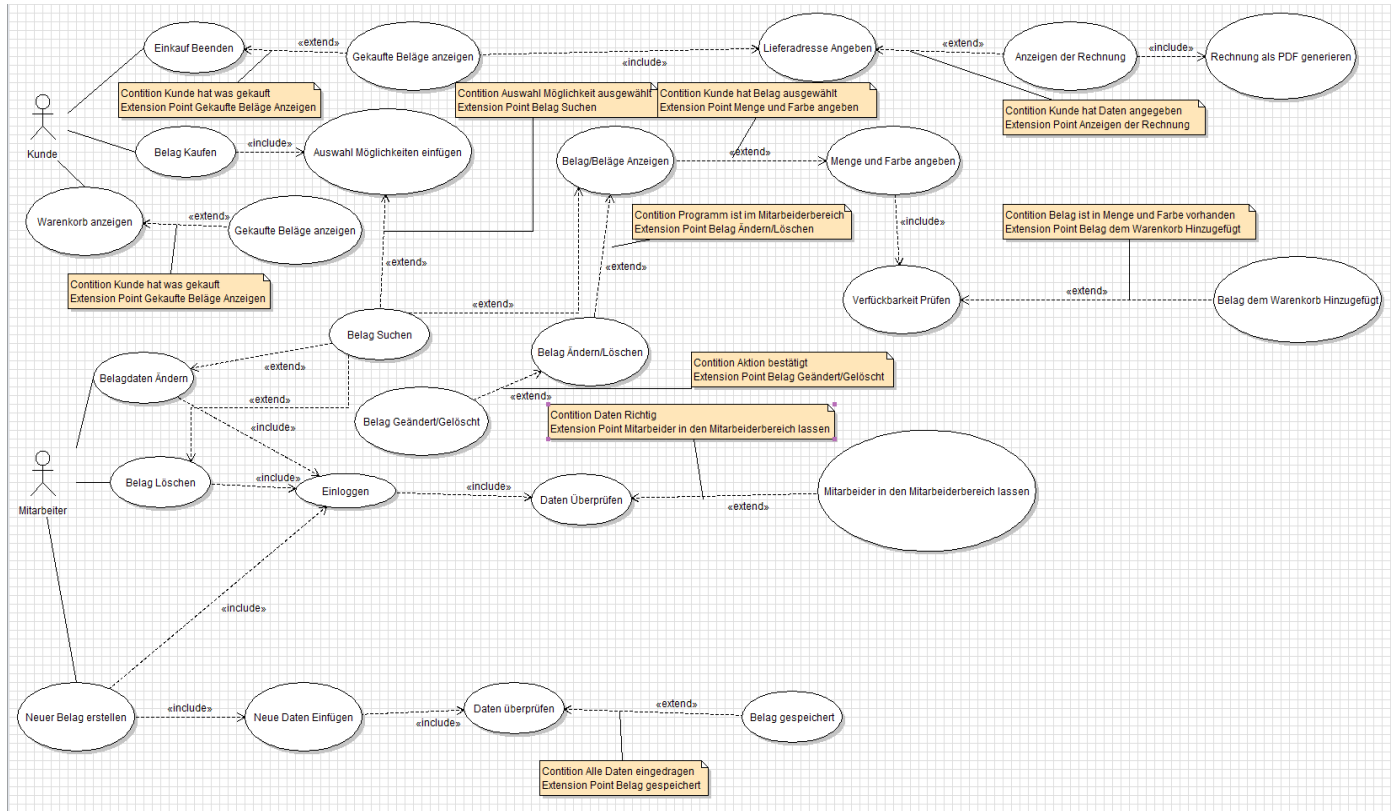 Einkauf Beenden
«extend»
Gekaufte Beläge anzeigen
«include»
Lieferadresse Angeben
«extend»
Anzeigen der Rechnung
«include»
Rechnung als PDF generieren
Contition Kunde hat was gekauft
Extension Point Gekaufte Beläge Anzeigen
Contition Auswahl Möglichkeit ausgewählt
Extension Point Belag Suchen
Contition Kunde hat Belag ausgewählt
Extension Point Menge und Farbe angeben
Contition Kunde hat Daten angegeben
Extension Point Anzeigen der Rechnung
Kunde
Belag Kaufen
«include»
Auswahl Möglichkeiten einfügen
Belag/Beläge Anzeigen
«extend»
Menge und Farbe angeben
Warenkorb anzeigen
«extend»
Gekaufte Beläge anzeigen
Contition Programm ist im Mitarbeiderbereich
Extension Point Belag Ändern/Löschen
«include»
Contition Belag ist in Menge und Farbe vorhanden
Extension Point Belag dem Warenkorb Hinzugefügt
«extend»
«extend»
Contition Kunde hat was gekauft
Extension Point Gekaufte Beläge Anzeigen
«extend»
Verfückbarkeit Prüfen
«extend»
Belag dem Warenkorb Hinzugefügt
Belag Suchen
Belag Ändern/Löschen
«extend»
Contition Aktion bestätigt
Extension Point Belag Geändert/Gelöscht
Belagdaten Ändern
«extend»
«extend»
«include»
Belag Geändert/Gelöscht
Contition Daten Richtig
Extension Point Mitarbeider in den Mitarbeiderbereich lassen
Belag Löschen
«include»
Einloggen
«include»
Daten Überprüfen
«extend»
Mitarbeider in den Mitarbeiderbereich lassen
Mitarbeiter
«include»
Neuer Belag erstellen
«include»
Neue Daten Einfügen
«include»
Daten überprüfen
«extend»
Belag gespeichert
Contition Alle Daten eingedragen
Extension Point Belag gespeichert